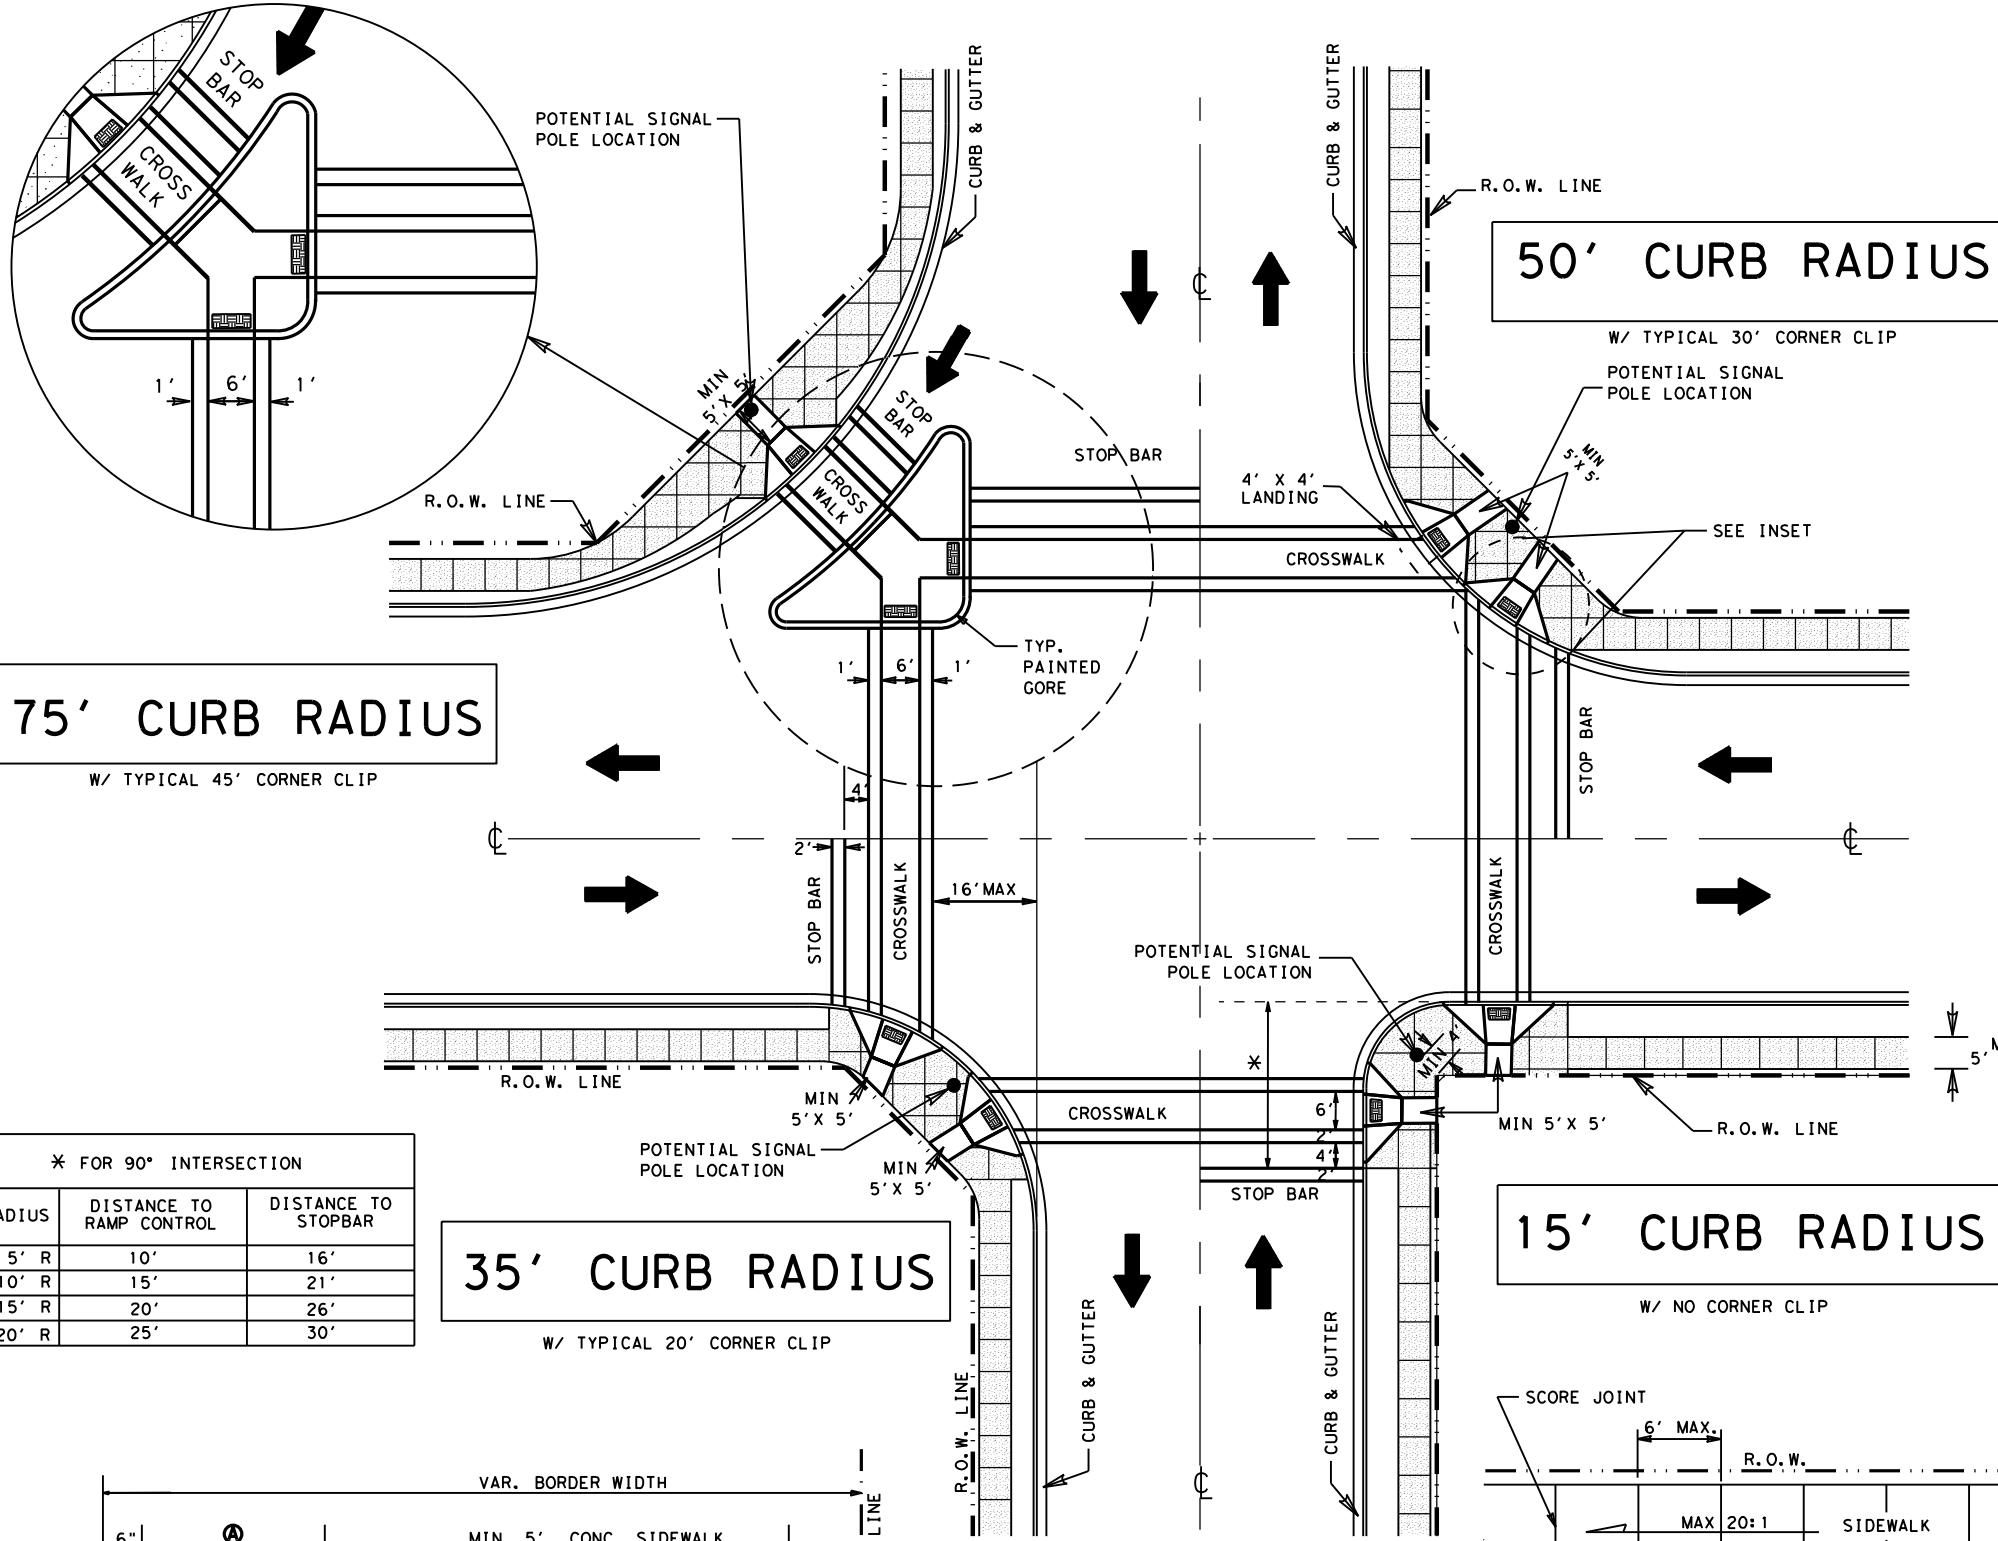 STOP
BAR
CROSS
WALK
1' 6' 1'
POTENTIAL SIGNAL
POLE LOCATION
CURB & GUTTER
CURB & GUTTER
R.O.W. LINE
50' CURB RADIUS
W/ TYPICAL 30' CORNER CLIP
POTENTIAL SIGNAL
POLE LOCATION
℄
MIN
5'X 5'
STOP
BAR
STOP BAR
4' X 4'
LANDING
MIN
5'X5'
SEE INSET
R.O.W. LINE
CROSS
WALK
CROSSWALK
TYP.
PAINTED
GORE
1' 6' 1'
75' CURB RADIUS
W/ TYPICAL 45' CORNER CLIP
STOP BAR
4'
℄
℄
2'
STOP BAR
CROSSWALK
16'MAX
CROSSWALK
POTENTIAL SIGNAL
POLE LOCATION
*
MIN 4'
5'
R.O.W. LINE
MIN
5'X 5'
CROSSWALK
6'
2'
4'
2'
MIN 5'X 5'
R.O.W. LINE
POTENTIAL SIGNAL
POLE LOCATION
MIN
5'X 5'
STOP BAR
* FOR 90° INTERSECTION
DISTANCE TO
RAMP CONTROL
DISTANCE TO
STOPBAR
5' R 10' 16'
10' R 15' 21'
15' R 20' 26'
20' R 25' 30'
35' CURB RADIUS
W/ TYPICAL 20' CORNER CLIP
15' CURB RADIUS
W/ NO CORNER CLIP
R.O.W. LINE
CURB & GUTTER
CURB & GUTTER
℄
SCORE JOINT
6' MAX.
R.O.W.
MAX 20:1
SIDEWALK
VAR. BORDER WIDTH
LINE
6"
A
MIN. 5' CONC. SIDEWALK